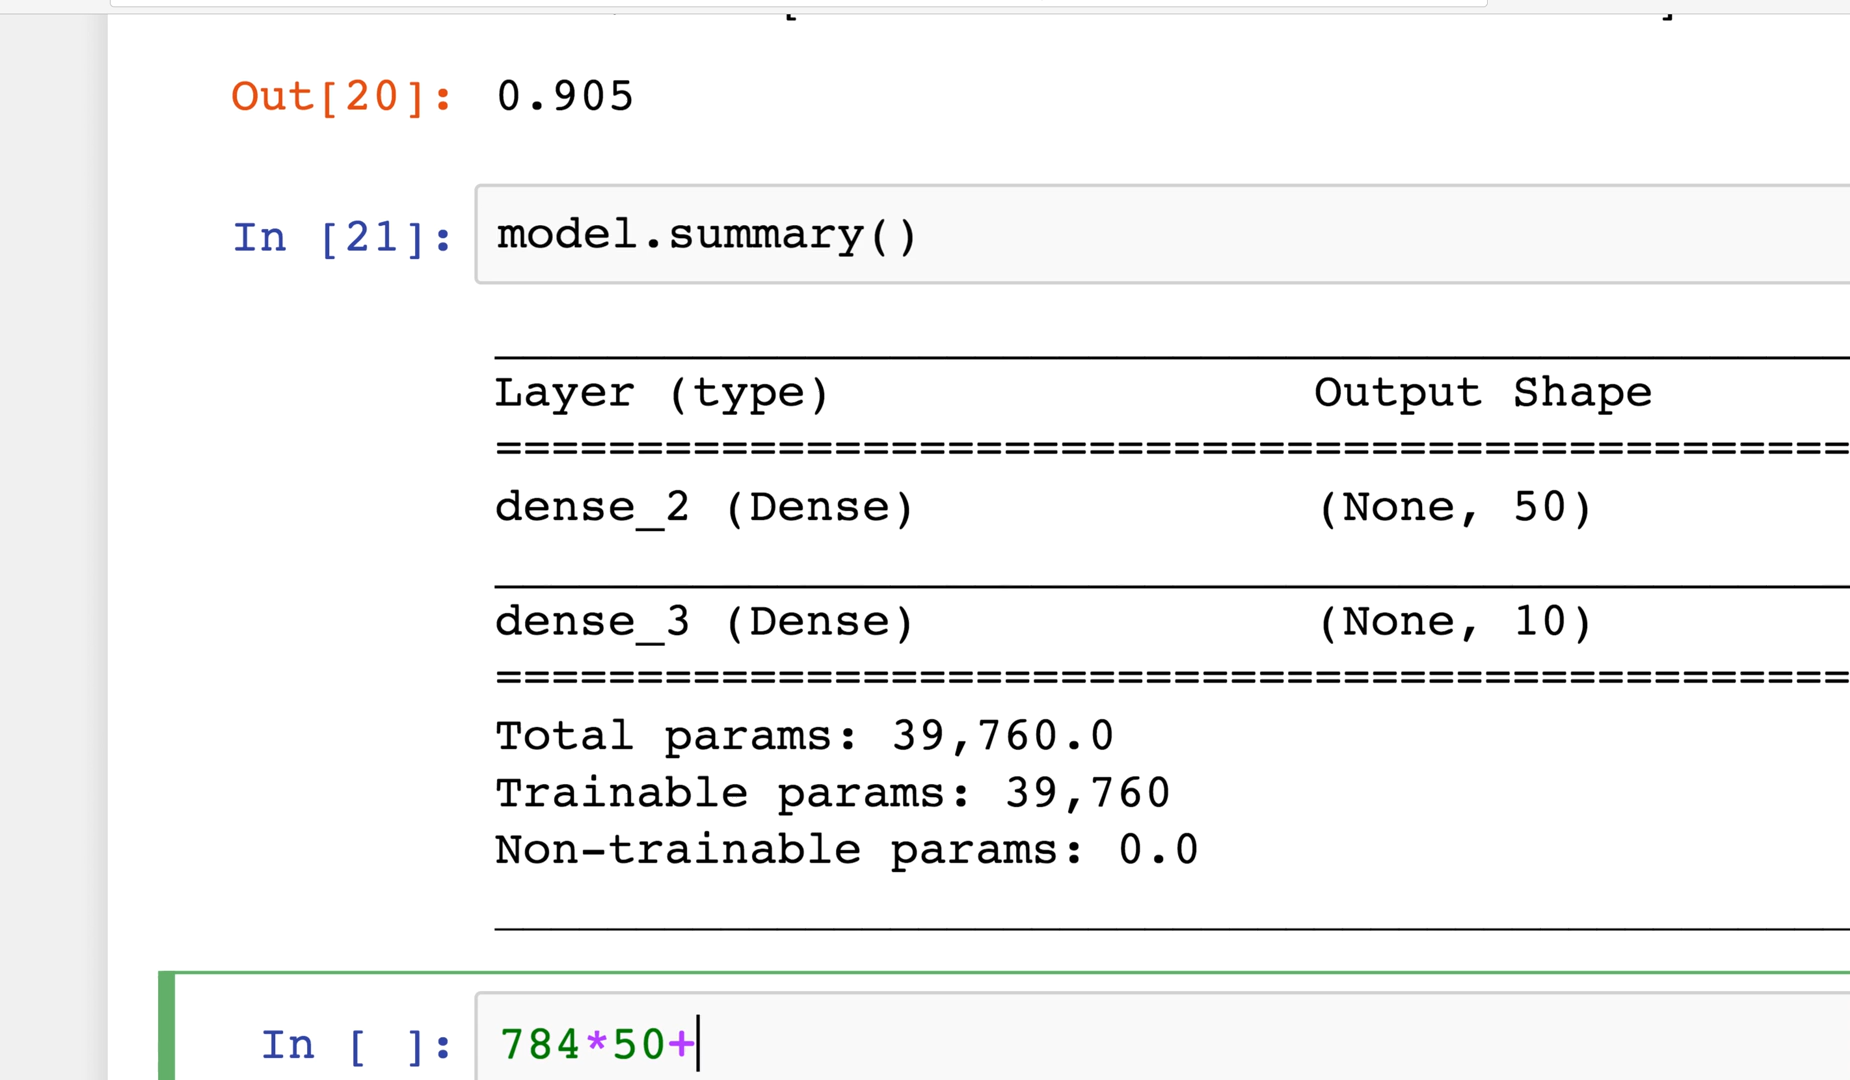 Out[20]: 0.905
In [21]: model.summary()
Layer (type) Output Shape
=================================================
dense_2 (Dense) (None, 50)
dense_3 (Dense) (None, 10)
=================================================
Total params: 39,760.0
Trainable params: 39,760
Non-trainable params: 0.0
In [ ]: 784*50+